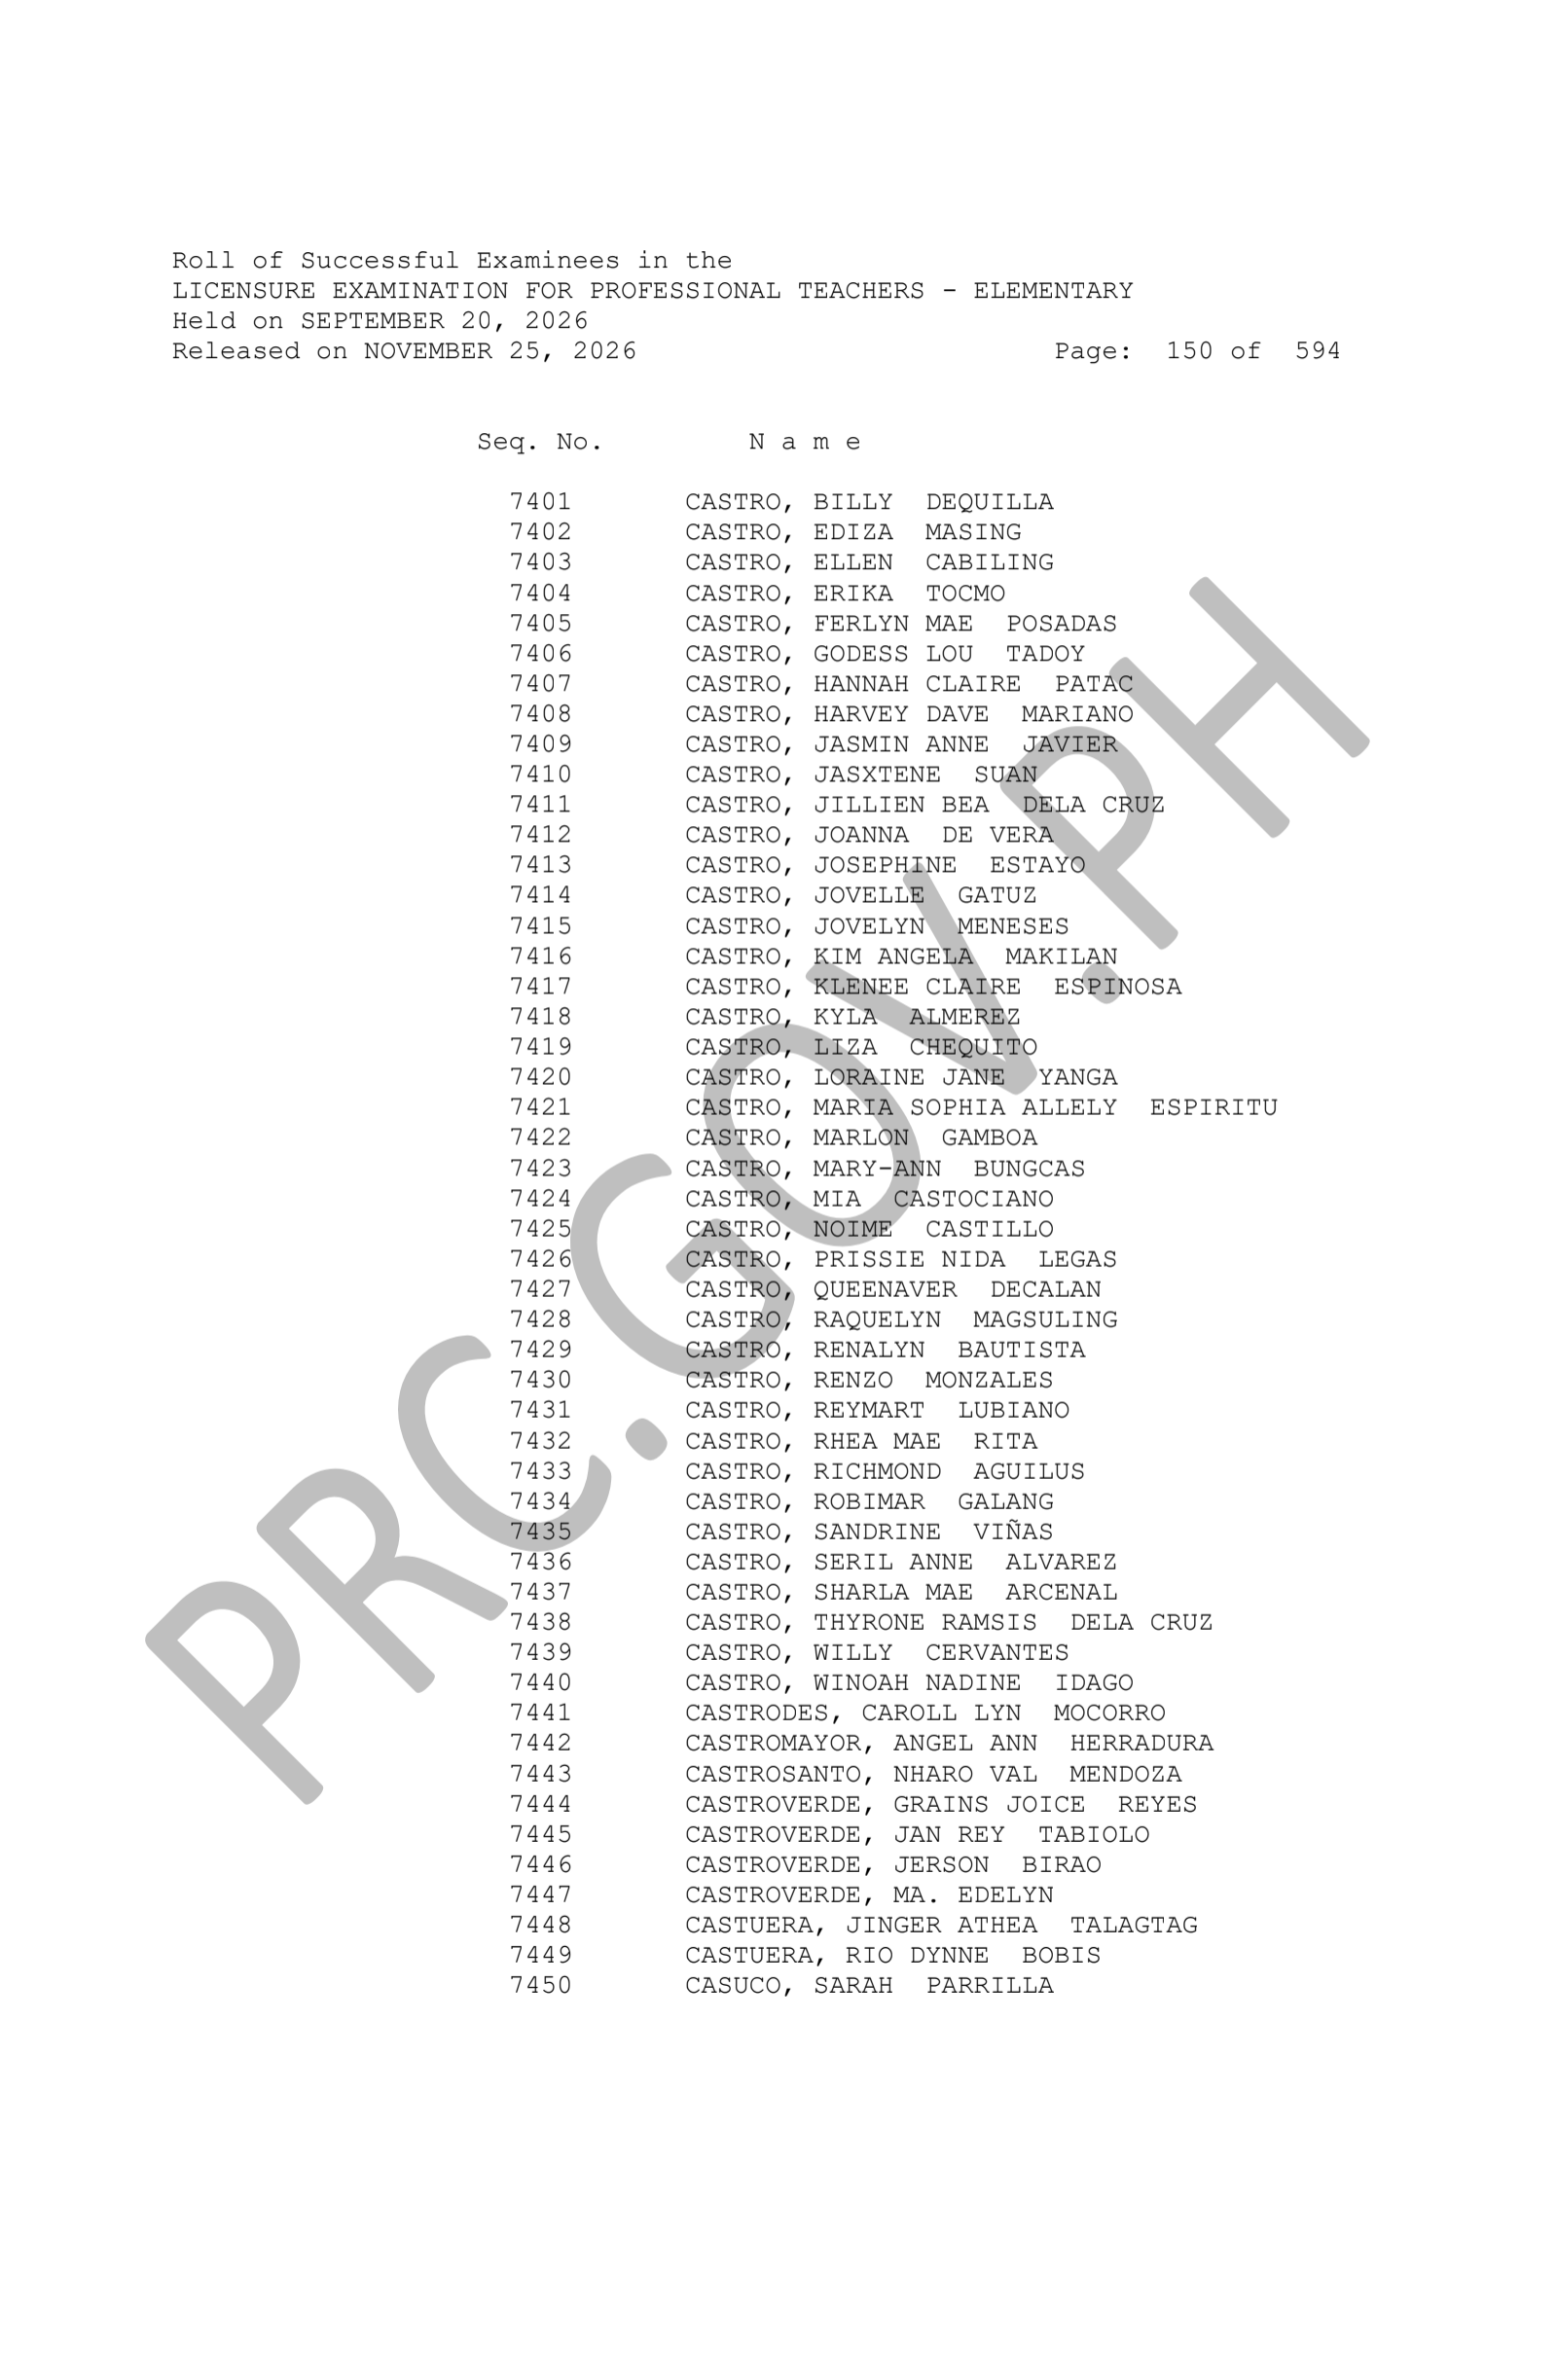 Roll of Successful Examinees in the
LICENSURE EXAMINATION FOR PROFESSIONAL TEACHERS - ELEMENTARY
Held on SEPTEMBER 20, 2026
Released on NOVEMBER 25, 2026 Page: 150 of 594
Seq. No. N a m e
7401 CASTRO, BILLY DEQUILLA
7402 CASTRO, EDIZA MASING
7403 CASTRO, ELLEN CABILING
7404 CASTRO, ERIKA TOCMO
7405 CASTRO, FERLYN MAE POSADAS
7406 CASTRO, GODESS LOU TADOY
7407 CASTRO, HANNAH CLAIRE PATAC
7408 CASTRO, HARVEY DAVE MARIANO
7409 CASTRO, JASMIN ANNE JAVIER
7410 CASTRO, JASXTENE SUAN
7411 CASTRO, JILLIEN BEA DELA CRUZ
7412 CASTRO, JOANNA DE VERA
7413 CASTRO, JOSEPHINE ESTAYO
7414 CASTRO, JOVELLE GATUZ
7415 CASTRO, JOVELYN MENESES
7416 CASTRO, KIM ANGELA MAKILAN
7417 CASTRO, KLENEE CLAIRE ESPINOSA
7418 CASTRO, KYLA ALMEREZ
7419 CASTRO, LIZA CHEQUITO
7420 CASTRO, LORAINE JANE YANGA
7421 CASTRO, MARIA SOPHIA ALLELY ESPIRITU
7422 CASTRO, MARLON GAMBOA
7423 CASTRO, MARY-ANN BUNGCAS
7424 CASTRO, MIA CASTOCIANO
7425 CASTRO, NOIME CASTILLO
7426 CASTRO, PRISSIE NIDA LEGAS
7427 CASTRO, QUEENAVER DECALAN
7428 CASTRO, RAQUELYN MAGSULING
7429 CASTRO, RENALYN BAUTISTA
7430 CASTRO, RENZO MONZALES
7431 CASTRO, REYMART LUBIANO
7432 CASTRO, RHEA MAE RITA
7433 CASTRO, RICHMOND AGUILUS
7434 CASTRO, ROBIMAR GALANG
7435 CASTRO, SANDRINE VIÑAS
7436 CASTRO, SERIL ANNE ALVAREZ
7437 CASTRO, SHARLA MAE ARCENAL
7438 CASTRO, THYRONE RAMSIS DELA CRUZ
7439 CASTRO, WILLY CERVANTES
7440 CASTRO, WINOAH NADINE IDAGO
7441 CASTRODES, CAROLL LYN MOCORRO
7442 CASTROMAYOR, ANGEL ANN HERRADURA
7443 CASTROSANTO, NHARO VAL MENDOZA
7444 CASTROVERDE, GRAINS JOICE REYES
7445 CASTROVERDE, JAN REY TABIOLO
7446 CASTROVERDE, JERSON BIRAO
7447 CASTROVERDE, MA. EDELYN
7448 CASTUERA, JINGER ATHEA TALAGTAG
7449 CASTUERA, RIO DYNNE BOBIS
7450 CASUCO, SARAH PARRILLA
PRC.GOV.PH